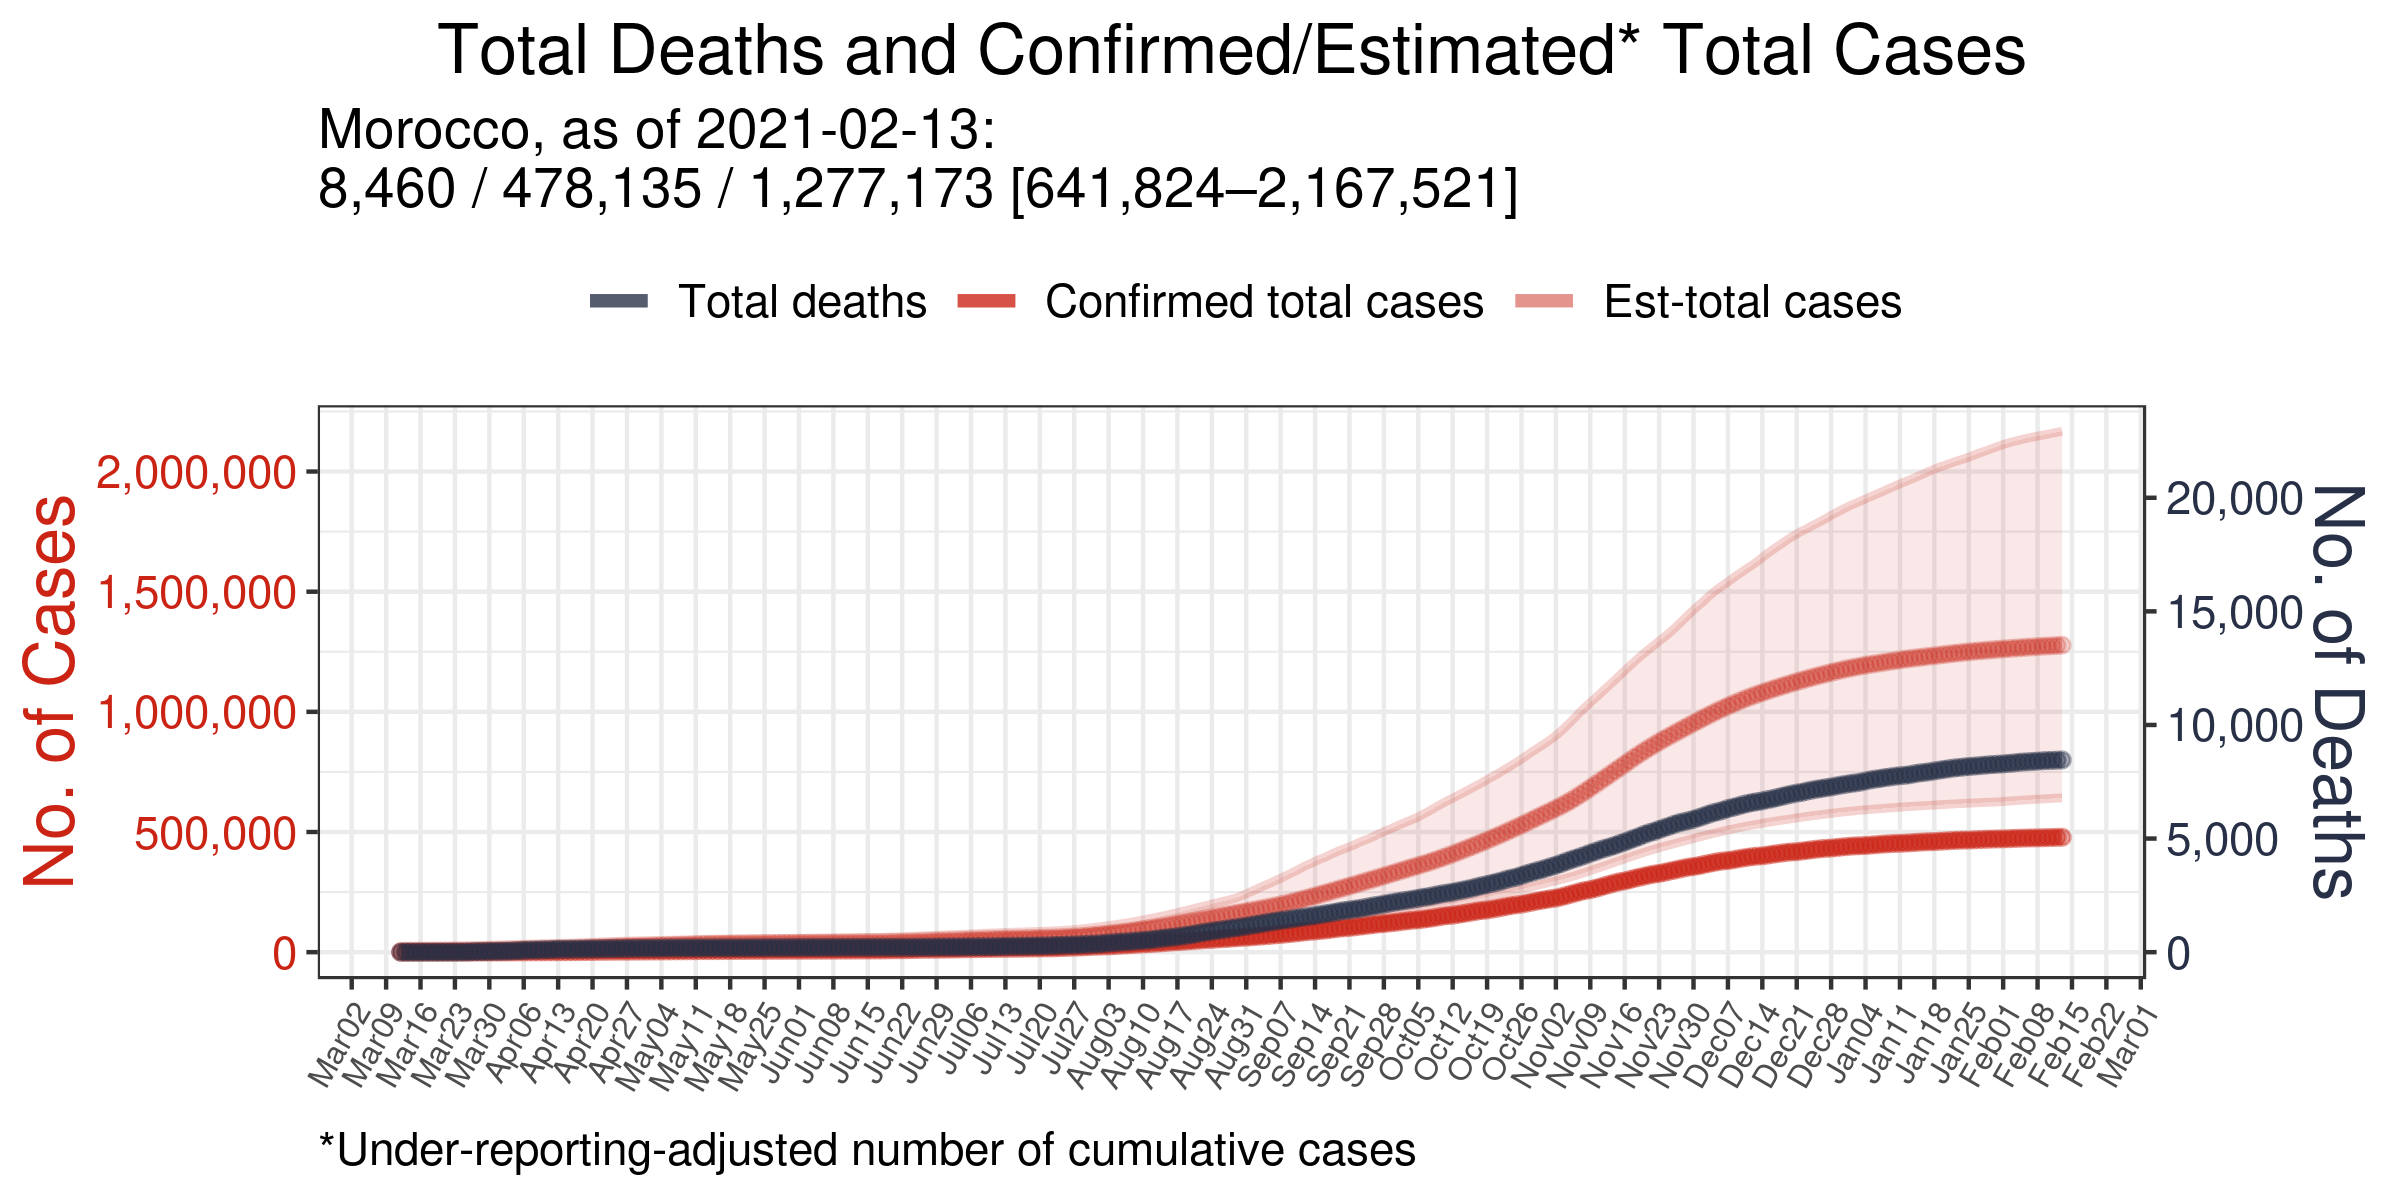 Total Deaths and Confirmed/Estimated* Total Cases
Morocco, as of 2021-02-13:
8,460 / 478,135 / 1,277,173 [641,824–2,167,521]
Total deaths
Confirmed total cases
Est-total cases
No. of Cases
2,000,000
1,500,000
1,000,000
500,000
0
20,000
15,000
10,000
5,000
0
No. of Deaths
Mar02
Mar09
Mar16
Mar23
Mar30
Apr06
Apr13
Apr20
Apr27
May04
May11
May18
May25
Jun01
Jun08
Jun15
Jun22
Jun29
Jul06
Jul13
Jul20
Jul27
Aug03
Aug10
Aug17
Aug24
Aug31
Sep07
Sep14
Sep21
Sep28
Oct05
Oct12
Oct19
Oct26
Nov02
Nov09
Nov16
Nov23
Nov30
Dec07
Dec14
Dec21
Dec28
Jan04
Jan11
Jan18
Jan25
Feb01
Feb08
Feb15
Feb22
Mar01
*Under-reporting-adjusted number of cumulative cases